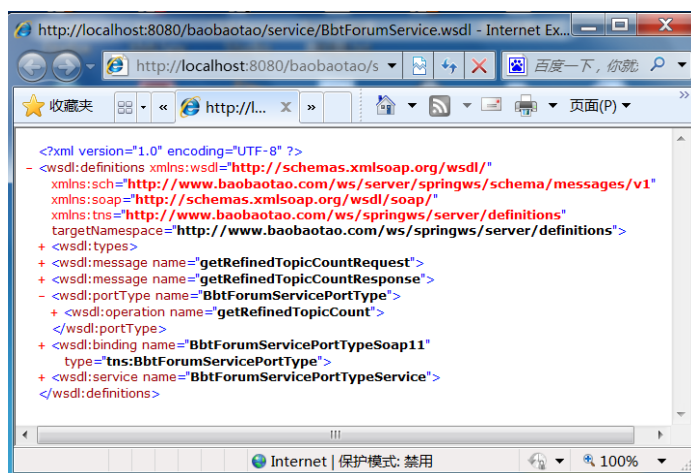 http://localhost:8080/baobaotao/service/BbtForumService.wsdl - Internet Ex...
http://localhost:8080/baobaotao/s
百度一下，你就
收藏夹
«
http://l...
X
»
页面(P)
»
<?xml version="1.0" encoding="UTF-8" ?>
- <wsdl:definitions xmlns:wsdl="http://schemas.xmlsoap.org/wsdl/"
xmlns:sch="http://www.baobaotao.com/ws/server/springws/schema/messages/v1"
xmlns:soap="http://schemas.xmlsoap.org/wsdl/soap/"
xmlns:tns="http://www.baobaotao.com/ws/springws/server/definitions"
targetNamespace="http://www.baobaotao.com/ws/springws/server/definitions">
+ <wsdl:types>
+ <wsdl:message name="getRefinedTopicCountRequest">
+ <wsdl:message name="getRefinedTopicCountResponse">
- <wsdl:portType name="BbtForumServicePortType">
+ <wsdl:operation name="getRefinedTopicCount">
</wsdl:portType>
+ <wsdl:binding name="BbtForumServicePortTypeSoap11"
type="tns:BbtForumServicePortType">
+ <wsdl:service name="BbtForumServicePortTypeService">
</wsdl:definitions>
Internet | 保护模式: 禁用
100%